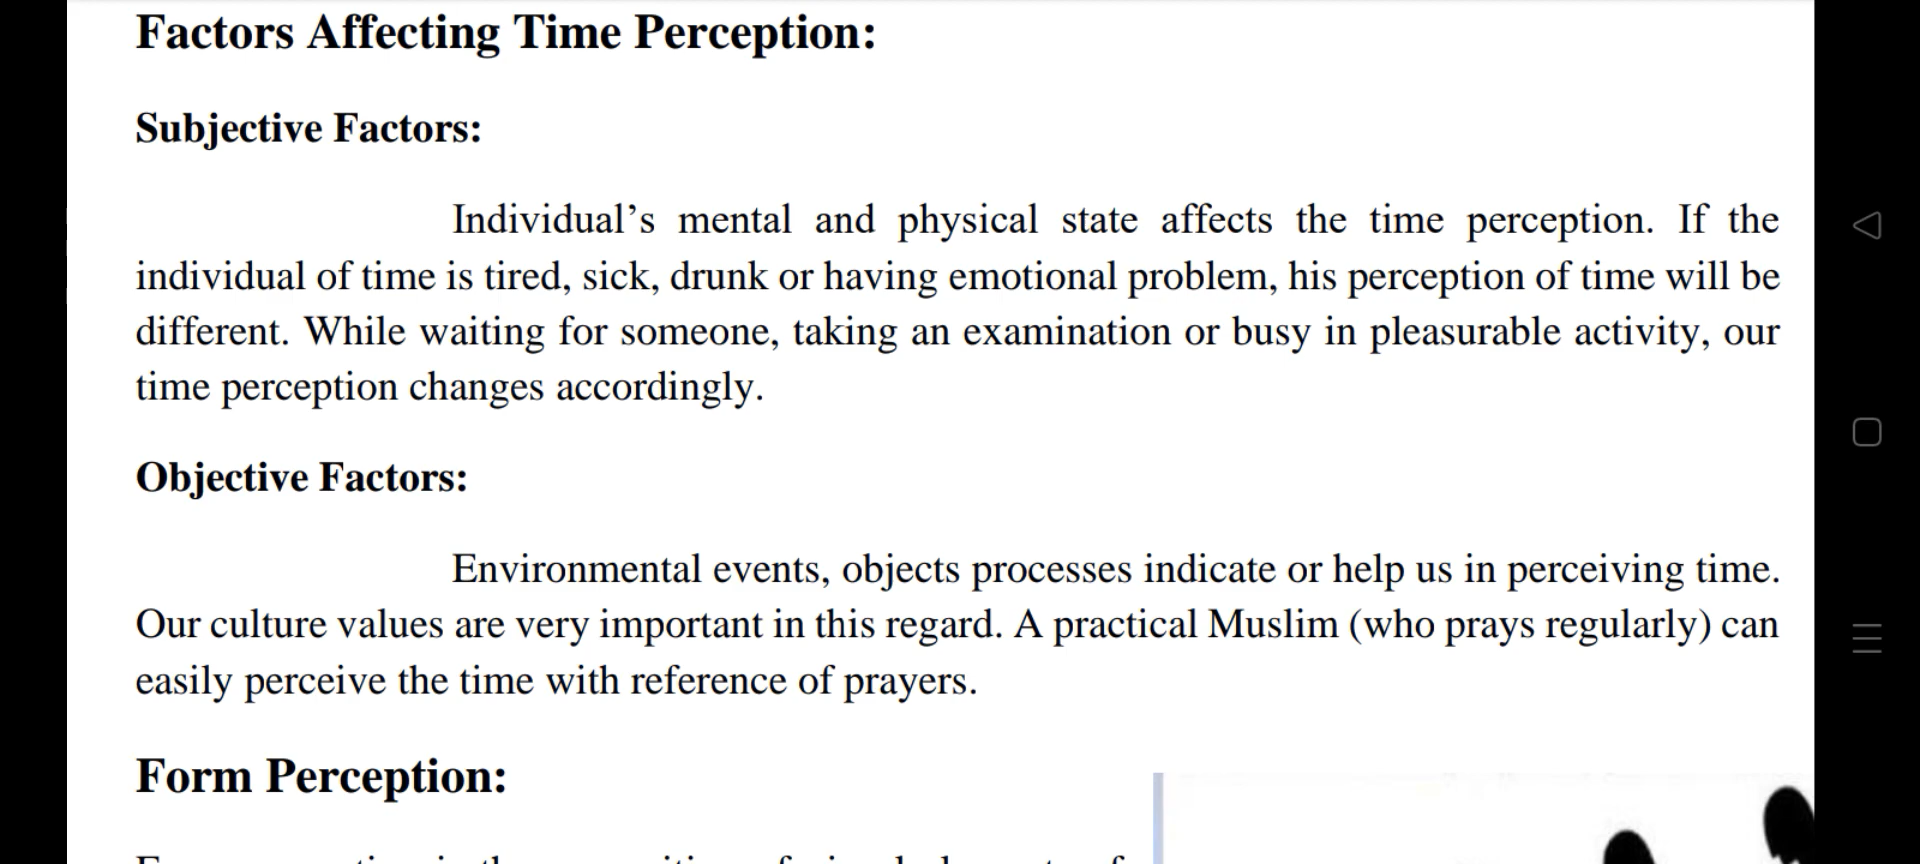 Factors Affecting Time Perception:
Subjective Factors:
Individual’s mental and physical state affects the time perception. If the
individual of time is tired, sick, drunk or having emotional problem, his perception of time will be
different. While waiting for someone, taking an examination or busy in pleasurable activity, our
time perception changes accordingly.
Objective Factors:
Environmental events, objects processes indicate or help us in perceiving time.
Our culture values are very important in this regard. A practical Muslim (who prays regularly) can
easily perceive the time with reference of prayers.
Form Perception: